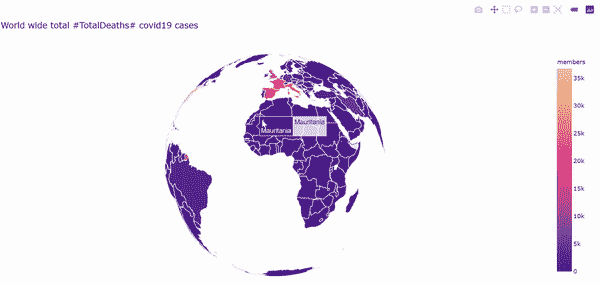 World wide total #TotalDeaths# covid19 cases
members
35k
30k
25k
20k
15k
10k
5k
0
Mauritania
Mauritania